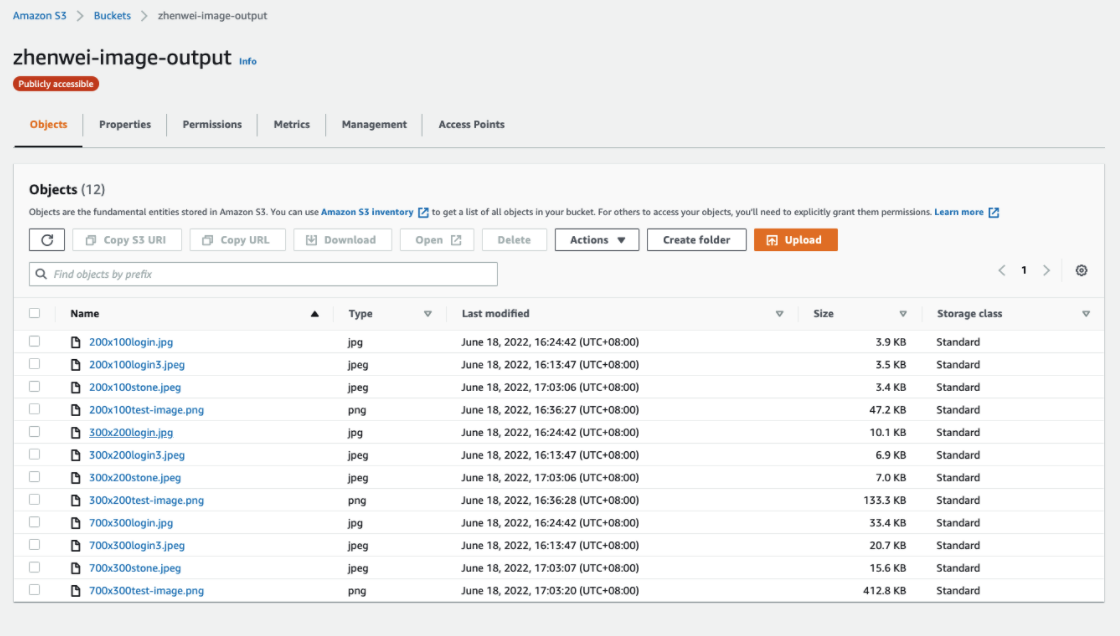 Amazon S3 > Buckets > zhenwei-image-output
zhenwei-image-output Info
Publicly accessible
Objects Properties Permissions Metrics Management Access Points
Objects (12)
Objects are the fundamental entities stored in Amazon S3. You can use Amazon S3 inventory to get a list of all objects in your bucket. For others to access your objects, you'll need to explicitly grant them permissions. Learn more
Copy S3 URI Copy URL Download Open Delete Actions Create folder Upload
Find objects by prefix 1
Name Type Last modified Size Storage class
200x100login.jpg jpg June 18, 2022, 16:24:42 (UTC+08:00) 3.9 KB Standard
200x100login3.jpeg jpeg June 18, 2022, 16:13:47 (UTC+08:00) 3.5 KB Standard
200x100stone.jpeg jpeg June 18, 2022, 17:03:06 (UTC+08:00) 3.4 KB Standard
200x100test-image.png png June 18, 2022, 16:36:27 (UTC+08:00) 47.2 KB Standard
300x200login.jpg jpg June 18, 2022, 16:24:42 (UTC+08:00) 10.1 KB Standard
300x200login3.jpeg jpeg June 18, 2022, 16:13:47 (UTC+08:00) 6.9 KB Standard
300x200stone.jpeg jpeg June 18, 2022, 17:03:06 (UTC+08:00) 7.0 KB Standard
300x200test-image.png png June 18, 2022, 16:36:28 (UTC+08:00) 133.3 KB Standard
700x300login.jpg jpg June 18, 2022, 16:24:42 (UTC+08:00) 33.4 KB Standard
700x300login3.jpeg jpeg June 18, 2022, 16:13:47 (UTC+08:00) 20.7 KB Standard
700x300stone.jpeg jpeg June 18, 2022, 17:03:07 (UTC+08:00) 15.6 KB Standard
700x300test-image.png png June 18, 2022, 17:03:20 (UTC+08:00) 412.8 KB Standard